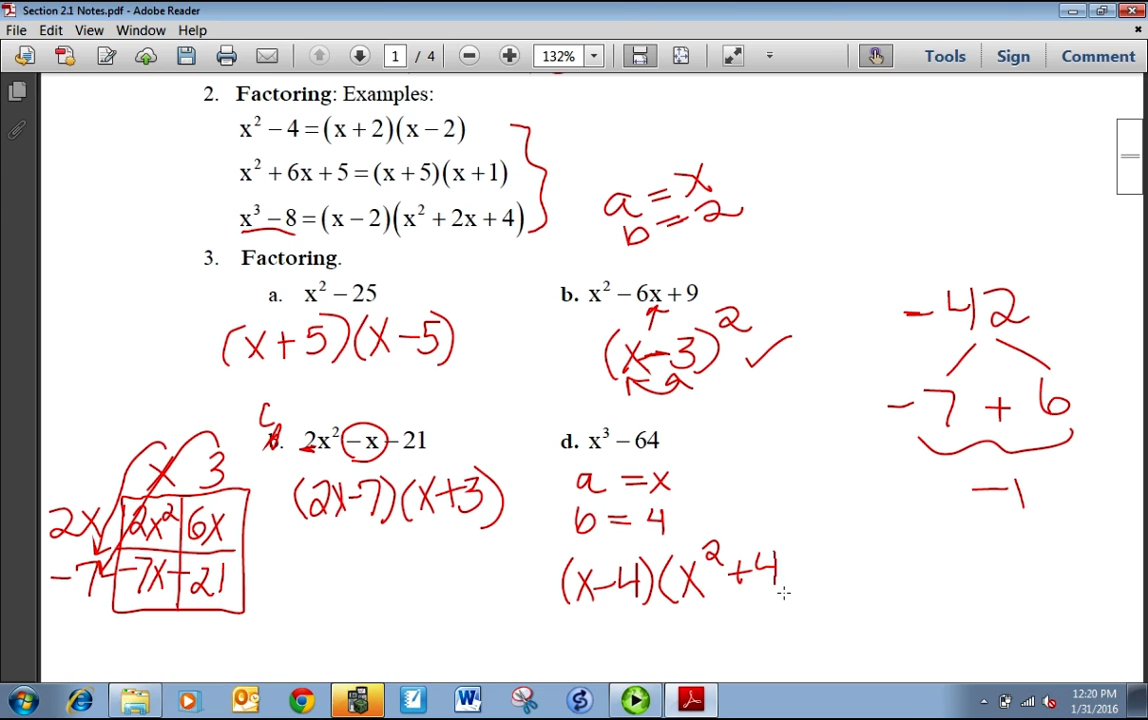 Section 2.1 Notes.pdf - Adobe Reader
File Edit View Window Help
1 / 4 132% Tools Sign Comment
2. Factoring: Examples:
x² − 4 = (x + 2)(x − 2)
x² + 6x + 5 = (x + 5)(x + 1)
x³ − 8 = (x − 2)(x² + 2x + 4)
a = x
b = 2
3. Factoring.
a. x² − 25
(x + 5)(x − 5)
b. x² − 6x + 9
(x − 3)²
-42
-7 + 6
-1
c
2x² − x − 21
(2x-7)(x+3)
x 3
2x 2x² 6x
-7 -7x -21
d. x³ − 64
a = x
b = 4
(x-4)(x² + 4
12:20 PM
1/31/2016